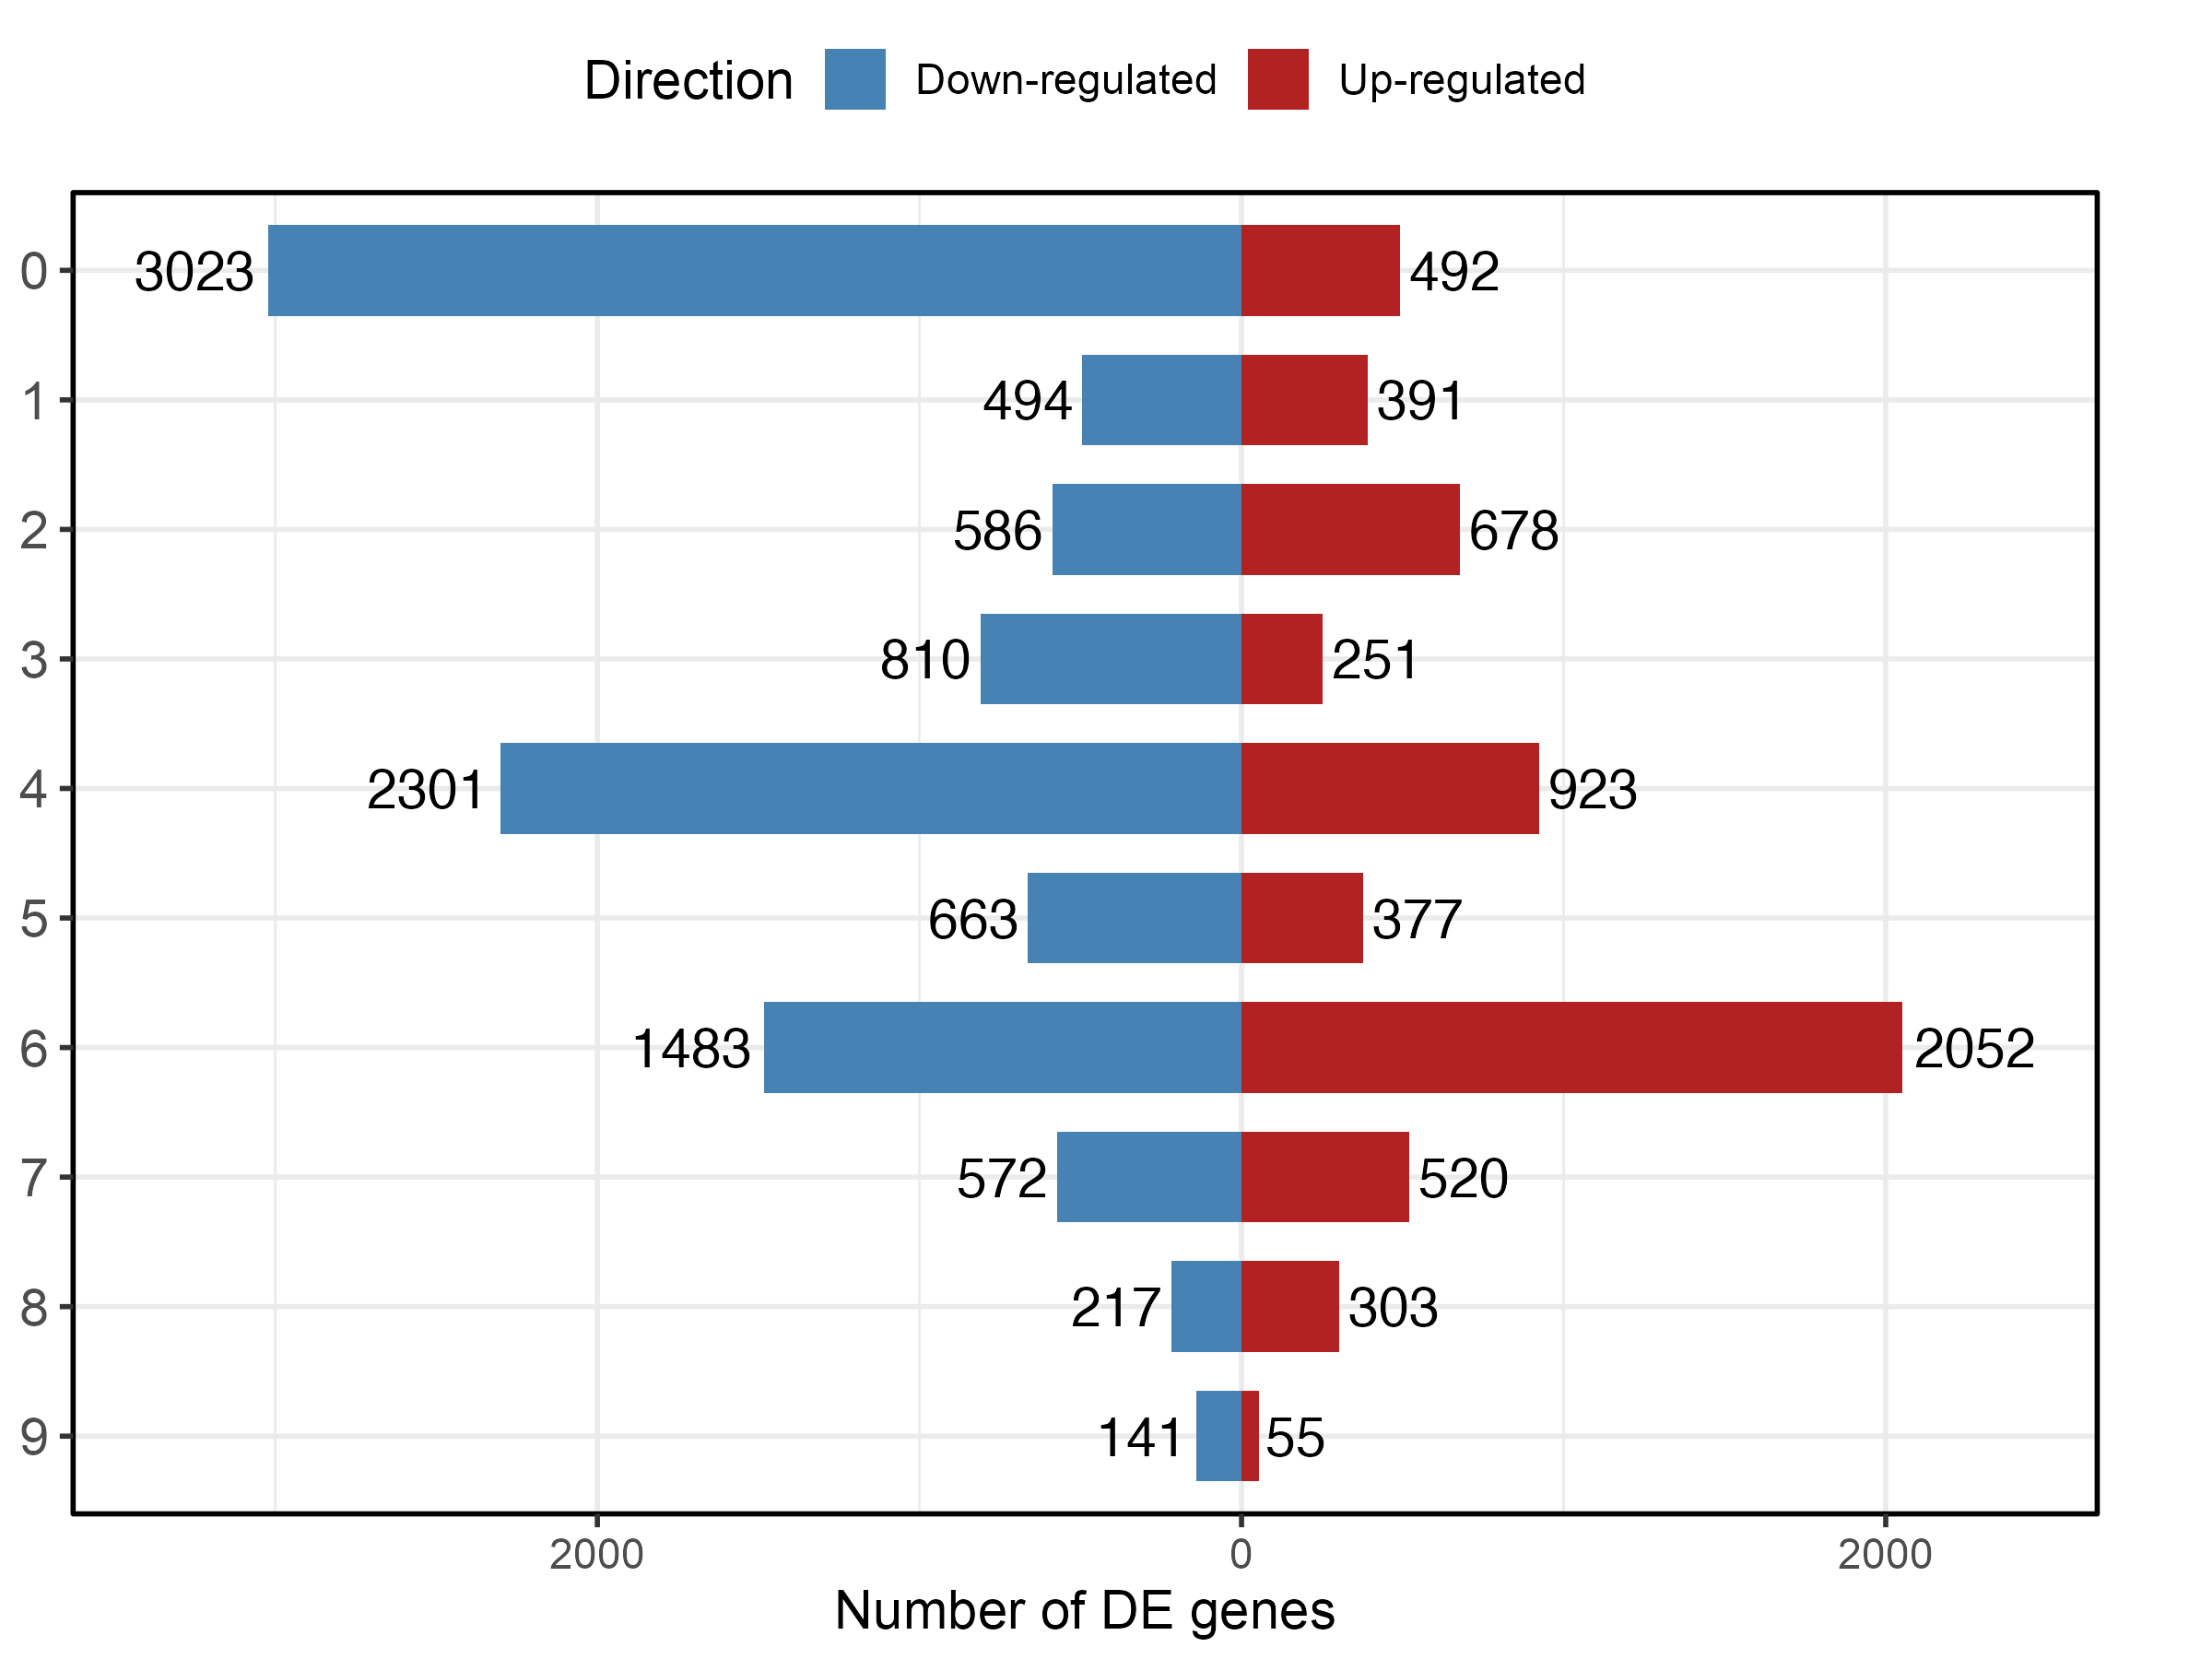 Direction Down-regulated Up-regulated
0 3023 492
1 494 391
2 586 678
3 810 251
4 2301 923
5 663 377
6 1483 2052
7 572 520
8 217 303
9 141 55
2000 0 2000
Number of DE genes